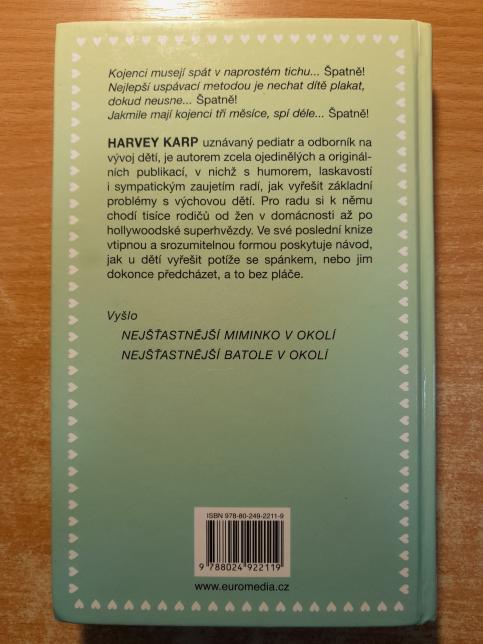 Kojenci musejí spát v naprostém tichu... Špatně!
Nejlepší uspávací metodou je nechat dítě plakat,
dokud neusne... Špatně!
Jakmile mají kojenci tři měsíce, spí déle... Špatně!
HARVEY KARP uznávaný pediatr a odborník na
vývoj dětí, je autorem zcela ojedinělých a originál-
ních publikací, v nichž s humorem, laskavostí
i sympatickým zaujetím radí, jak vyřešit základní
problémy s výchovou dětí. Pro radu si k němu
chodí tisíce rodičů od žen v domácnosti až po
hollywoodské superhvězdy. Ve své poslední knize
vtipnou a srozumitelnou formou poskytuje návod,
jak u dětí vyřešit potíže se spánkem, nebo jim
dokonce předcházet, a to bez pláče.
Vyšlo
NEJŠŤASTNĚJŠÍ MIMINKO V OKOLÍ
NEJŠŤASTNĚJŠÍ BATOLE V OKOLÍ
ISBN 978-80-249-2211-9
9 788024 922119
www.euromedia.cz